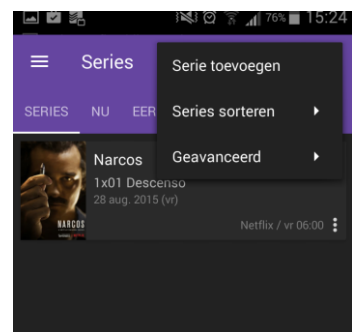 76% 15:24
Series
Serie toevoegen
SERIES NU EER
Series sorteren
Geavanceerd
Narcos
1x01 Descenso
28 aug. 2015 (vr)
NARCOS
Netflix / vr 06:00